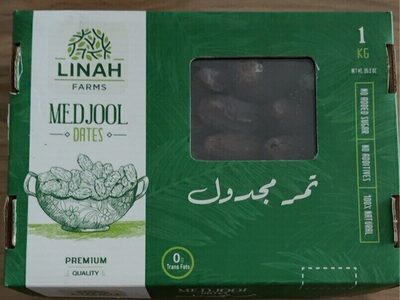 LINAH
FARMS
MEDJOOL
DATES
PREMIUM
QUALITY
1
KG
NET WT. 35.2 OZ
NO ADDED SUGAR
NO ADDITIVES
100% NATURAL
تمر مجدول
0g
Trans Fats
MEDJOOL